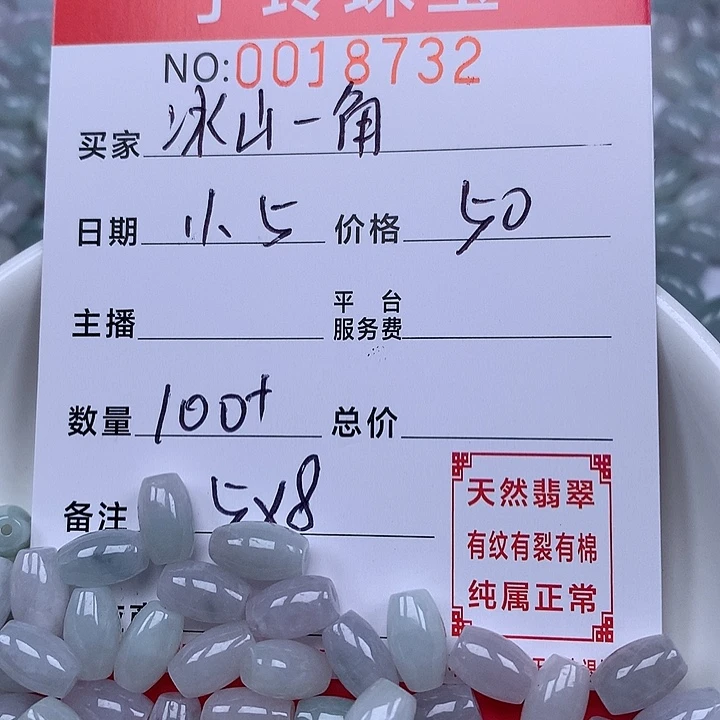 NO:0018732
买家 冰山一角
日期 11.5 价格 50
主播 平台服务费
数量 100+ 总价
备注 5x8
天然翡翠
有纹有裂有棉
纯属正常